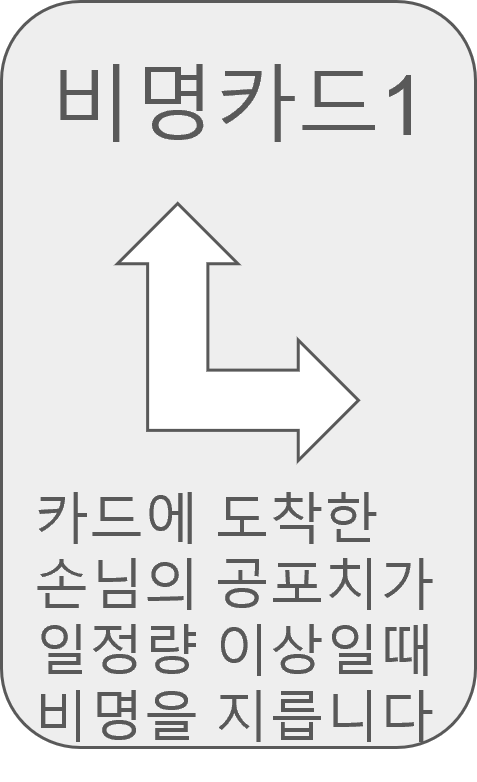 비명카드1
카드에 도착한
손님의 공포치가
일정량 이상일때
비명을 지릅니다